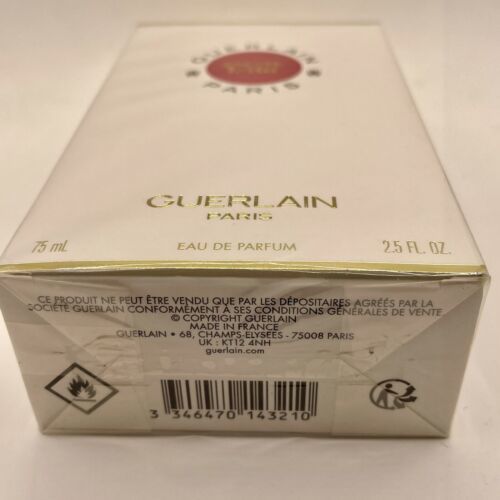 GUERLAIN
PARIS
GUERLAIN
PARIS
75 mL EAU DE PARFUM 2.5 FL. OZ.
CE PRODUIT NE PEUT ÊTRE VENDU QUE PAR LES DÉPOSITAIRES AGRÉÉS PAR LA
SOCIÉTÉ GUERLAIN CONFORMÉMENT À SES CONDITIONS GÉNÉRALES DE VENTE
© COPYRIGHT GUERLAIN
MADE IN FRANCE
GUERLAIN • 68, CHAMPS-ELYSÉES • 75008 PARIS
UK : KT12 4NH
guerlain.com
3 346470 143210